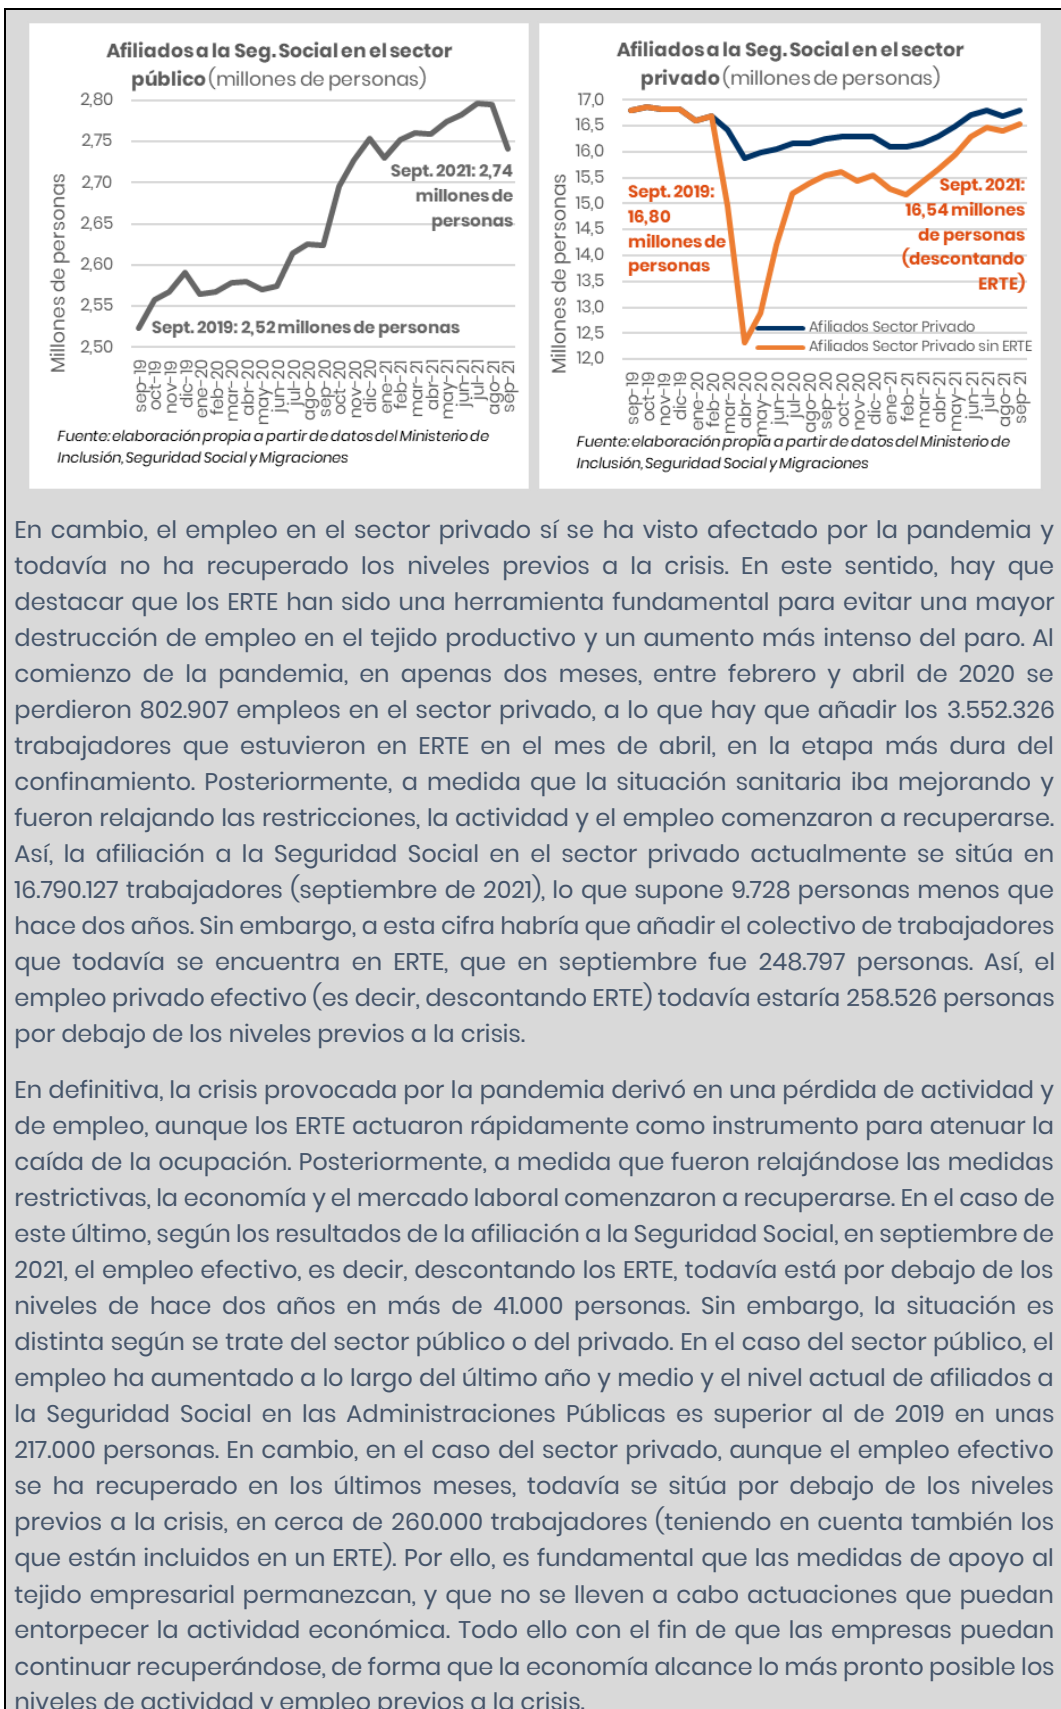 Afiliados a la Seg. Social en el sector
público (millones de personas)
2,80
2,75
2,70
2,65
2,60
2,55
2,50
Millones de personas
Sept. 2021: 2,74
millones de
personas
Sept. 2019: 2,52 millones de personas
sep-19
oct-19
nov-19
dic-19
ene-20
feb-20
mar-20
abr-20
may-20
jun-20
jul-20
ago-20
sep-20
oct-20
nov-20
dic-20
ene-21
feb-21
mar-21
abr-21
may-21
jun-21
jul-21
ago-21
sep-21
Fuente: elaboración propia a partir de datos del Ministerio de
Inclusión, Seguridad Social y Migraciones
Afiliados a la Seg. Social en el sector
privado (millones de personas)
17,0
16,5
16,0
15,5
15,0
14,5
14,0
13,5
13,0
12,5
12,0
Millones de personas
Sept. 2019:
16,80
millones de
personas
Sept. 2021:
16,54 millones
de personas
(descontando
ERTE)
Afiliados Sector Privado
Afiliados Sector Privado sin ERTE
sep-19
oct-19
nov-19
dic-19
ene-20
feb-20
mar-20
abr-20
may-20
jun-20
jul-20
ago-20
sep-20
oct-20
nov-20
dic-20
ene-21
feb-21
mar-21
abr-21
may-21
jun-21
jul-21
ago-21
sep-21
Fuente: elaboración propia a partir de datos del Ministerio de
Inclusión, Seguridad Social y Migraciones
En cambio, el empleo en el sector privado sí se ha visto afectado por la pandemia y
todavía no ha recuperado los niveles previos a la crisis. En este sentido, hay que
destacar que los ERTE han sido una herramienta fundamental para evitar una mayor
destrucción de empleo en el tejido productivo y un aumento más intenso del paro. Al
comienzo de la pandemia, en apenas dos meses, entre febrero y abril de 2020 se
perdieron 802.907 empleos en el sector privado, a lo que hay que añadir los 3.552.326
trabajadores que estuvieron en ERTE en el mes de abril, en la etapa más dura del
confinamiento. Posteriormente, a medida que la situación sanitaria iba mejorando y
fueron relajando las restricciones, la actividad y el empleo comenzaron a recuperarse.
Así, la afiliación a la Seguridad Social en el sector privado actualmente se sitúa en
16.790.127 trabajadores (septiembre de 2021), lo que supone 9.728 personas menos que
hace dos años. Sin embargo, a esta cifra habría que añadir el colectivo de trabajadores
que todavía se encuentra en ERTE, que en septiembre fue 248.797 personas. Así, el
empleo privado efectivo (es decir, descontando ERTE) todavía estaría 258.526 personas
por debajo de los niveles previos a la crisis.
En definitiva, la crisis provocada por la pandemia derivó en una pérdida de actividad y
de empleo, aunque los ERTE actuaron rápidamente como instrumento para atenuar la
caída de la ocupación. Posteriormente, a medida que fueron relajándose las medidas
restrictivas, la economía y el mercado laboral comenzaron a recuperarse. En el caso de
este último, según los resultados de la afiliación a la Seguridad Social, en septiembre de
2021, el empleo efectivo, es decir, descontando los ERTE, todavía está por debajo de los
niveles de hace dos años en más de 41.000 personas. Sin embargo, la situación es
distinta según se trate del sector público o del privado. En el caso del sector público, el
empleo ha aumentado a lo largo del último año y medio y el nivel actual de afiliados a
la Seguridad Social en las Administraciones Públicas es superior al de 2019 en unas
217.000 personas. En cambio, en el caso del sector privado, aunque el empleo efectivo
se ha recuperado en los últimos meses, todavía se sitúa por debajo de los niveles
previos a la crisis, en cerca de 260.000 trabajadores (teniendo en cuenta también los
que están incluidos en un ERTE). Por ello, es fundamental que las medidas de apoyo al
tejido empresarial permanezcan, y que no se lleven a cabo actuaciones que puedan
entorpecer la actividad económica. Todo ello con el fin de que las empresas puedan
continuar recuperándose, de forma que la economía alcance lo más pronto posible los
niveles de actividad y empleo previos a la crisis.